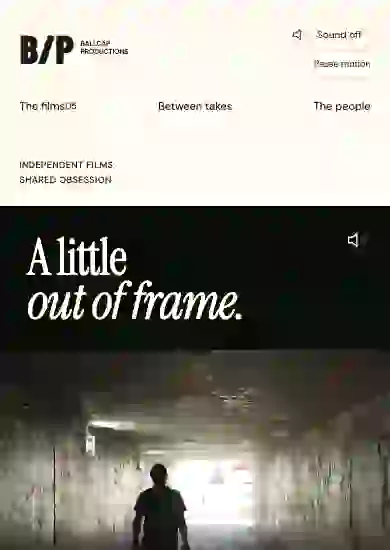 B/P
BALLCAP
PRODUCTIONS
Sound off
Pause motion
The films05
Between takes
The people
INDEPENDENT FILMS
SHARED OBSESSION
A little
out of frame.